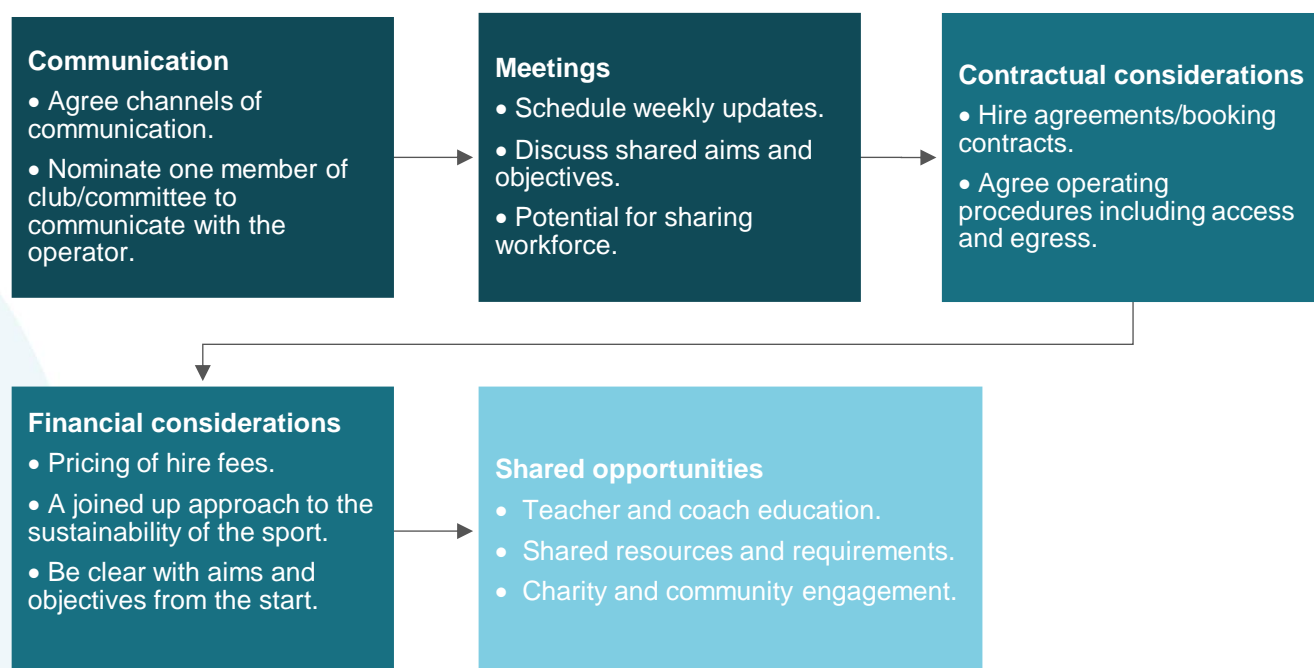 Communication
• Agree channels of
communication.
• Nominate one member of
club/committee to
communicate with the
operator.
Meetings
• Schedule weekly updates.
• Discuss shared aims and
objectives.
• Potential for sharing
workforce.
Contractual considerations
• Hire agreements/booking
contracts.
• Agree operating
procedures including access
and egress.
Financial considerations
• Pricing of hire fees.
• A joined up approach to the
sustainability of the sport.
• Be clear with aims and
objectives from the start.
Shared opportunities
• Teacher and coach education.
• Shared resources and requirements.
• Charity and community engagement.